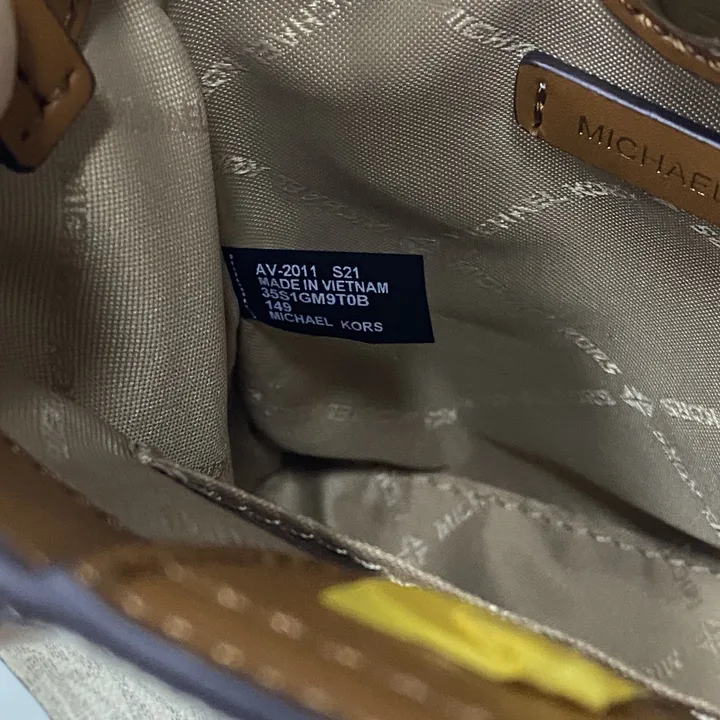 AV-2011 S21
MADE IN VIETNAM
35S1GM9T0B
149
MICHAEL KORS
MICHAEL